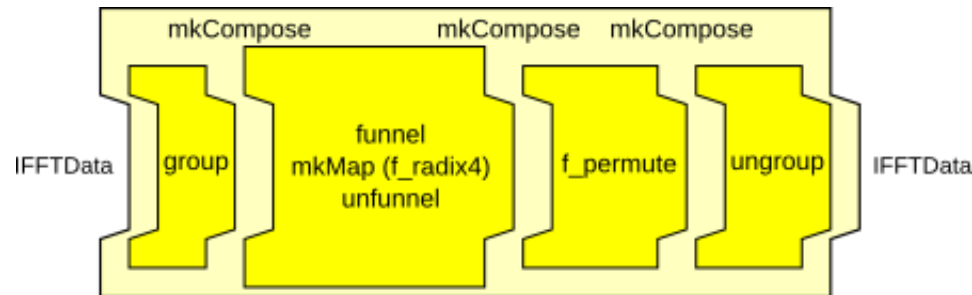 mkCompose mkCompose mkCompose
IFFTData
group
funnel
mkMap (f_radix4)
unfunnel
f_permute
ungroup
IFFTData